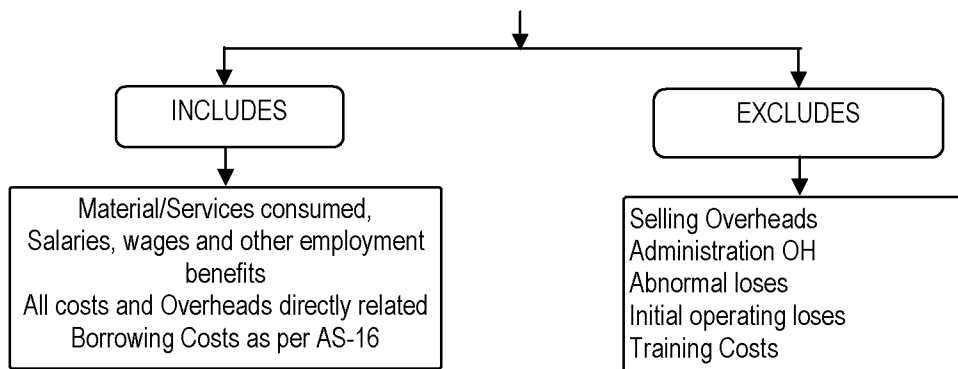 INCLUDES
EXCLUDES
Material/Services consumed,
Salaries, wages and other employment
benefits
All costs and Overheads directly related
Borrowing Costs as per AS-16
Selling Overheads
Administration OH
Abnormal loses
Initial operating loses
Training Costs